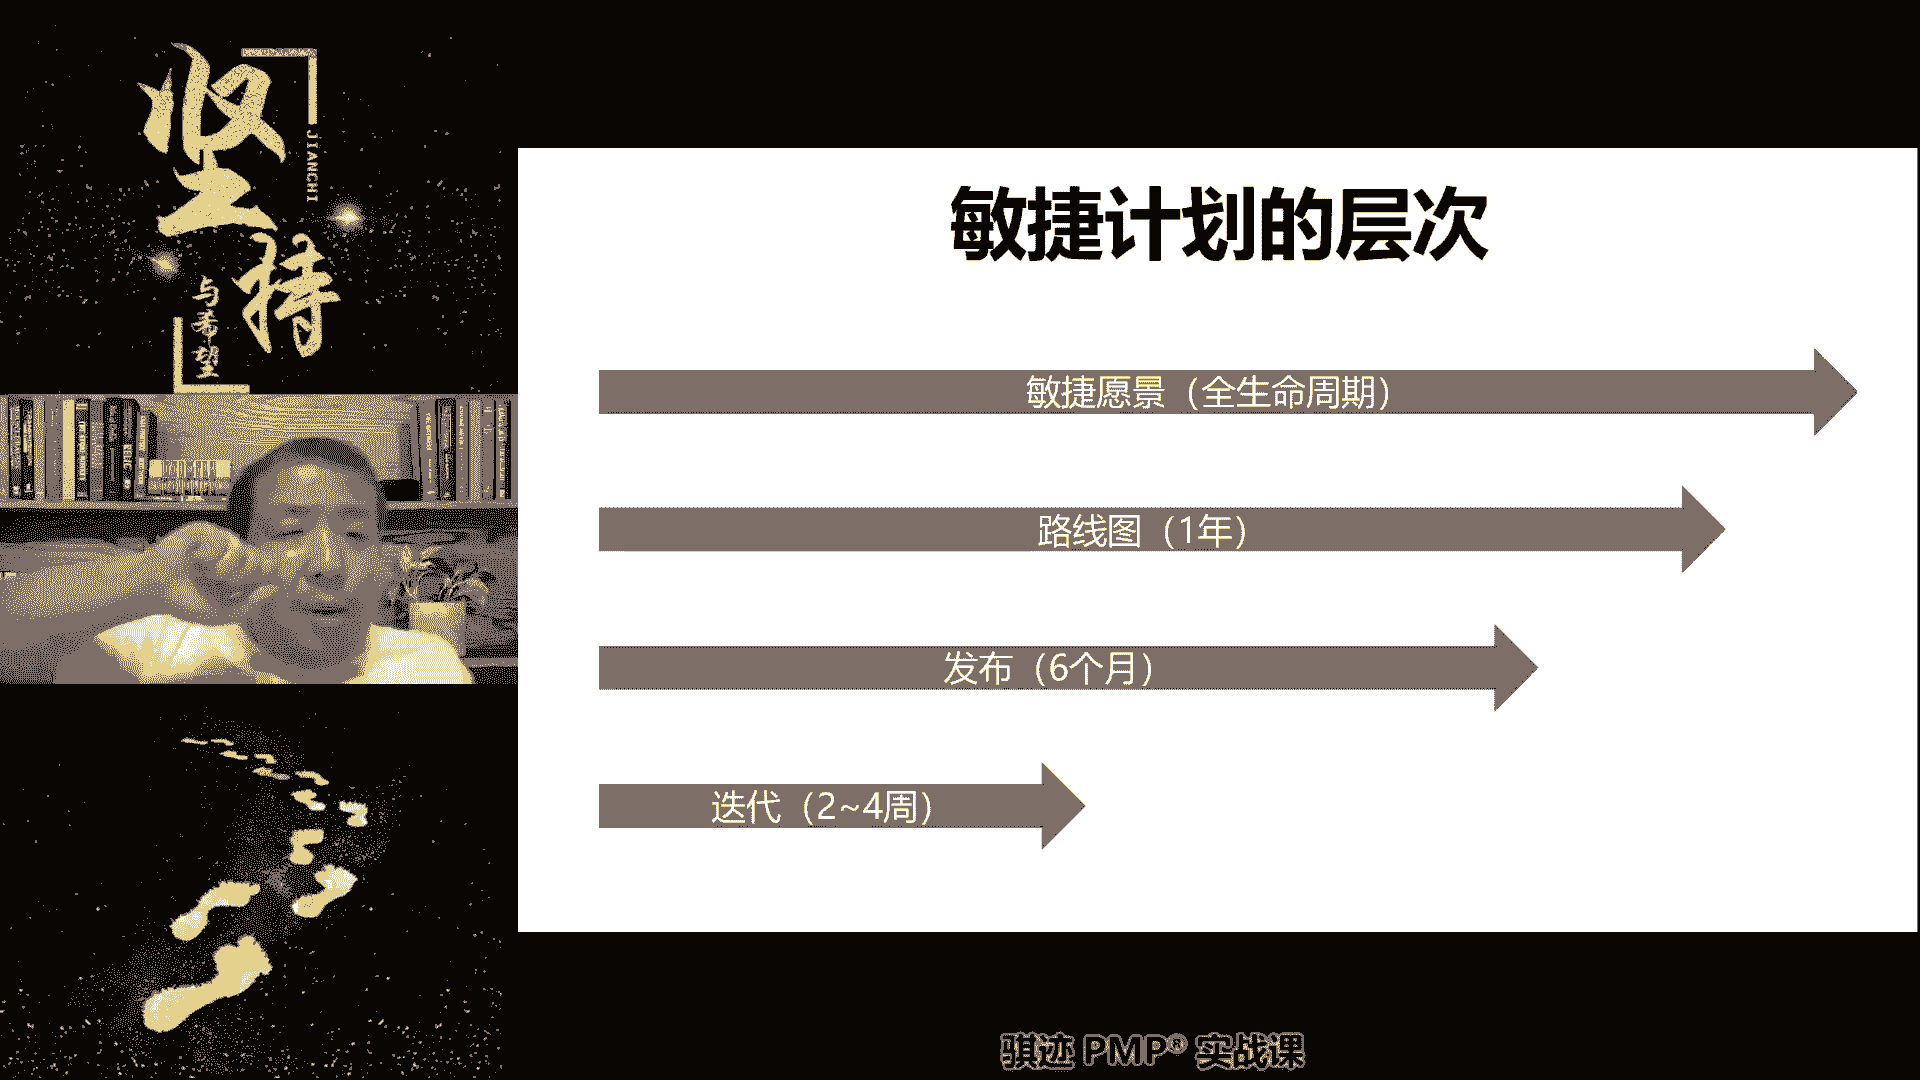 坚持
JIANCHI
与希望
敏捷计划的层次
敏捷愿景（全生命周期）
路线图（1年）
发布（6个月）
迭代（2~4周）
骐迹 PMP® 实战课